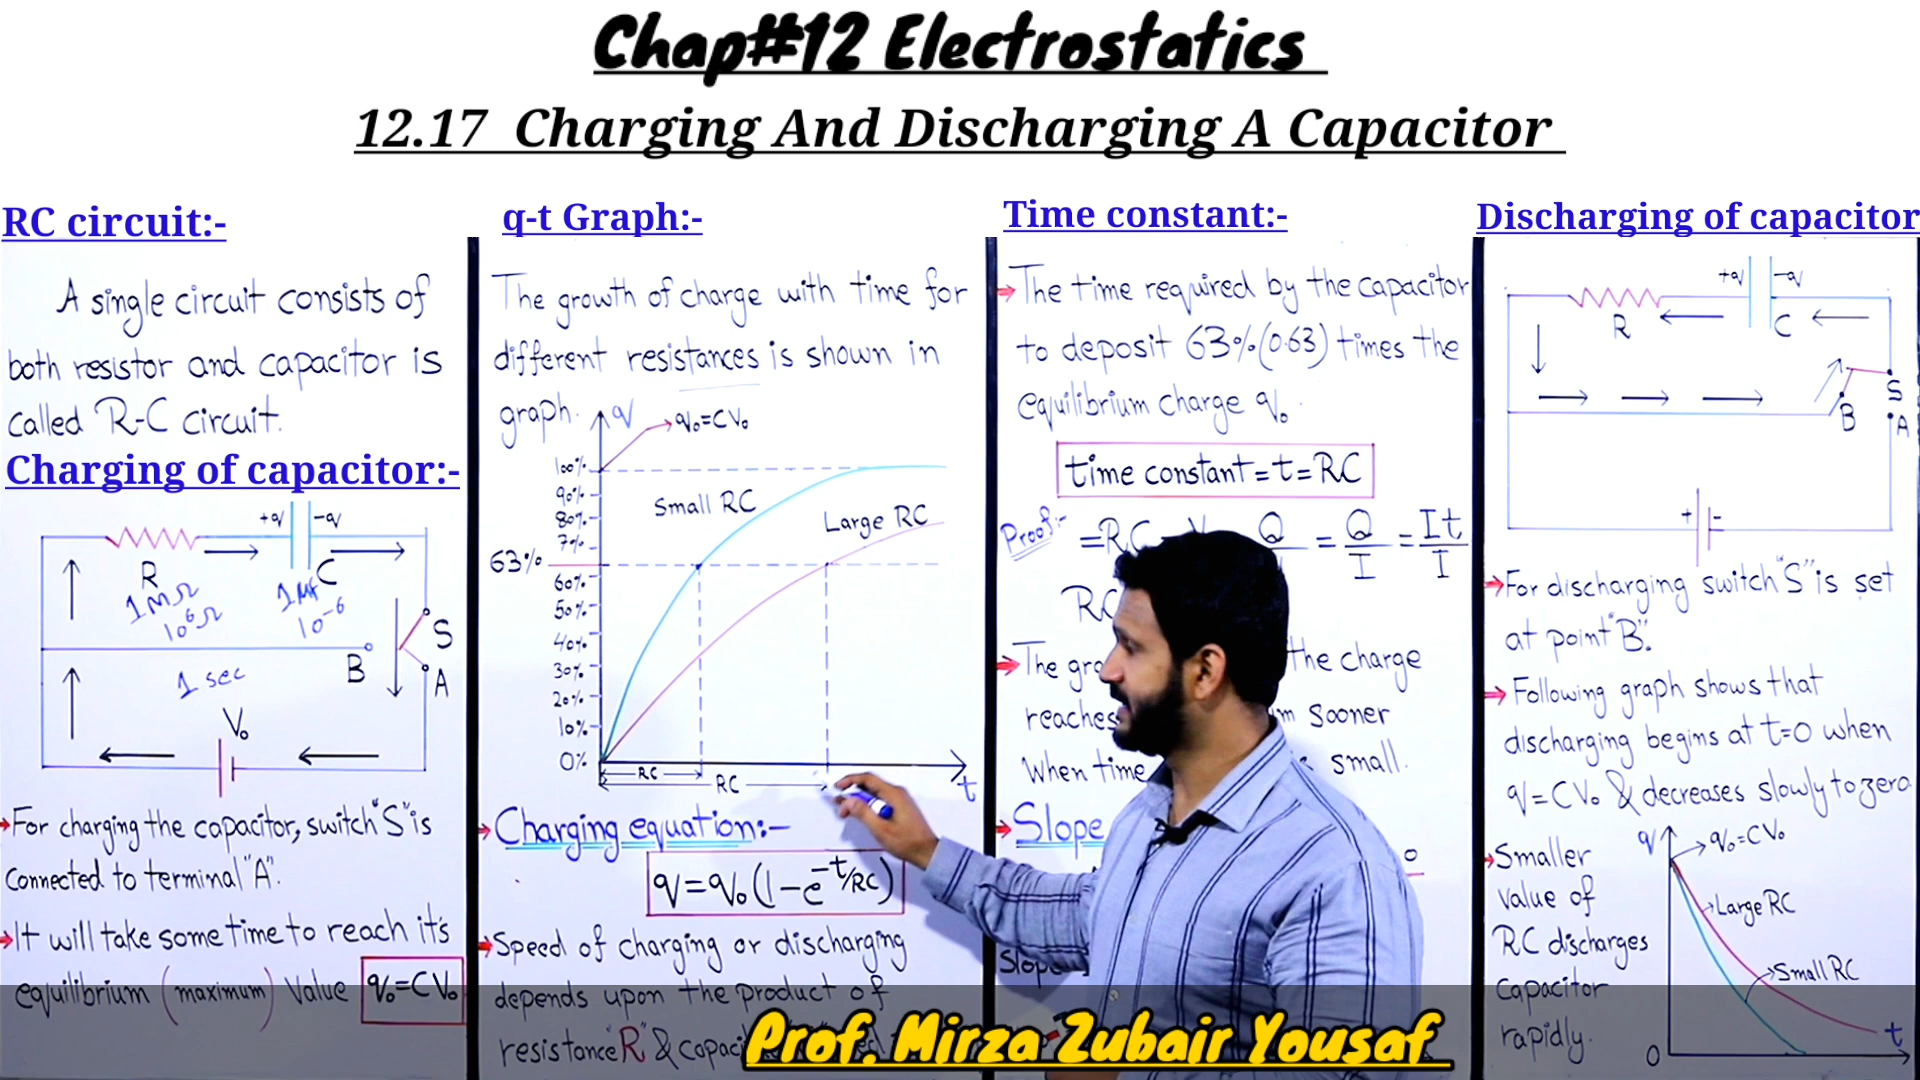 Chap#12 Electrostatics
12.17 Charging And Discharging A Capacitor
RC circuit:-
A single circuit consists of
both resistor and capacitor is
called R-C circuit.
Charging of capacitor:-
+q -q
R C
1MΩ 1μf
10⁶Ω 10⁻⁶
S
B
A
1 sec
V₀
For charging the capacitor, switch "S" is
Connected to terminal "A".
It will take some time to reach it's
equilibrium (maximum) Value q₀=CV₀
q-t Graph:-
The growth of charge with time for
different resistances is shown in
graph.
q
q₀=CV₀
100%
90%
80%
7%
63%
60%
50%
40%
30%
20%
10%
0%
Small RC
Large RC
RC
RC
t
Charging equation:-
q=q₀(1-e^-t/RC)
Speed of charging or discharging
depends upon the product of
resistance "R" & capaci
Time constant:-
The time required by the capacitor
to deposit 63%(0.63) times the
equilibrium charge q₀.
time constant=t=RC
Proof:- =RC = Q = Q = It
I I
RC
The the charge
reaches sooner
When time small.
Slope
Slope
Discharging of capacitor
+q -q
R C
S
B
A
+ -
For discharging switch "S" is set
at point "B".
Following graph shows that
discharging begins at t=0 when
q=CV₀ & decreases slowly to zero
Smaller
Value of
RC discharges
Capacitor
rapidly.
q
q₀=CV₀
Large RC
Small RC
t
0
Prof. Mirza Zubair Yousaf